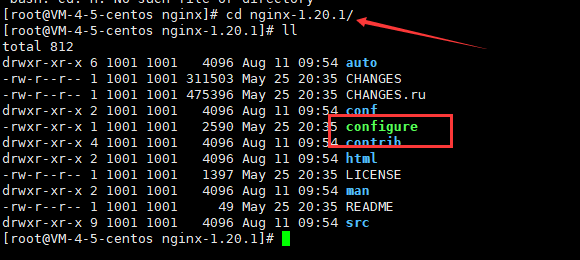 -bash: cd: M: No such file or directory
[root@VM-4-5-centos nginx]# cd nginx-1.20.1/
[root@VM-4-5-centos nginx-1.20.1]# ll
total 812
drwxr-xr-x 6 1001 1001   4096 Aug 11 09:54 auto
-rw-r--r-- 1 1001 1001 311503 May 25 20:35 CHANGES
-rw-r--r-- 1 1001 1001 475396 May 25 20:35 CHANGES.ru
drwxr-xr-x 2 1001 1001   4096 Aug 11 09:54 conf
-rwxr-xr-x 1 1001 1001   2590 May 25 20:35 configure
drwxr-xr-x 4 1001 1001   4096 Aug 11 09:54 contrib
drwxr-xr-x 2 1001 1001   4096 Aug 11 09:54 html
-rw-r--r-- 1 1001 1001   1397 May 25 20:35 LICENSE
drwxr-xr-x 2 1001 1001   4096 Aug 11 09:54 man
-rw-r--r-- 1 1001 1001     49 May 25 20:35 README
drwxr-xr-x 9 1001 1001   4096 Aug 11 09:54 src
[root@VM-4-5-centos nginx-1.20.1]#